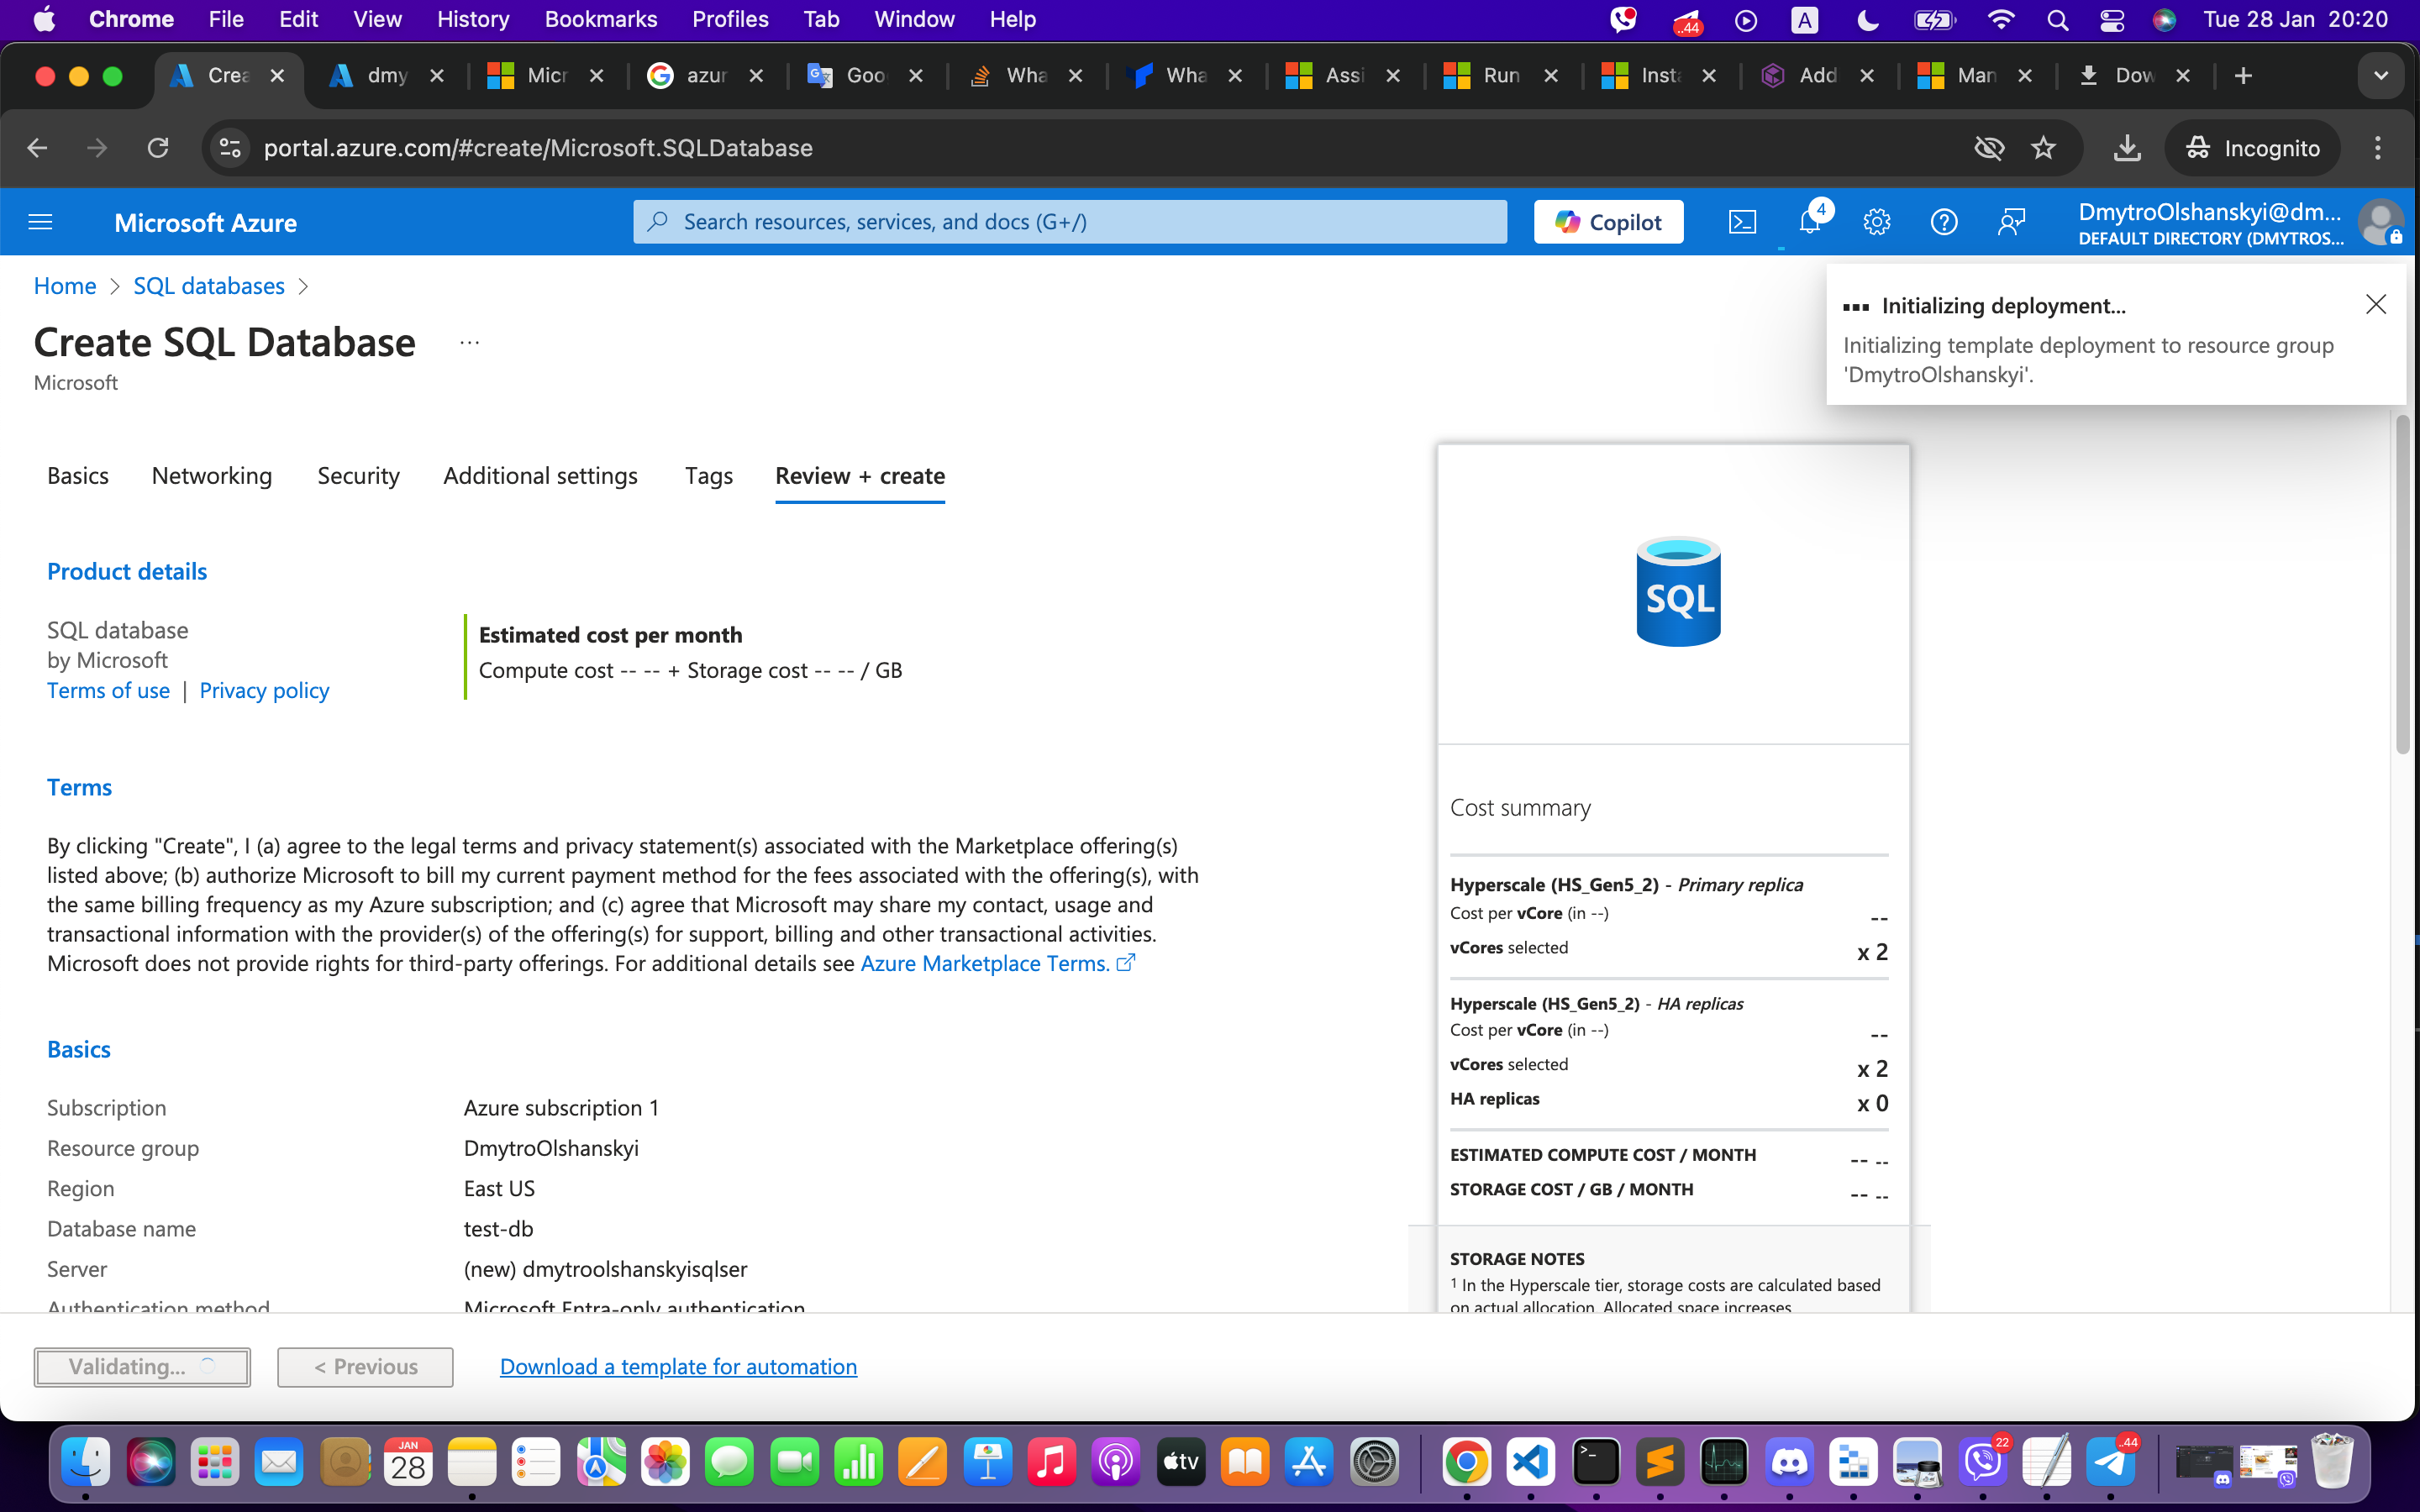 Chrome File Edit View History Bookmarks Profiles Tab Window Help ..44 A Tue 28 Jan 20:20
Crea dmy Micr azur Goo Wha Wha Assi Run Insta Add Man Dow
portal.azure.com/#create/Microsoft.SQLDatabase Incognito
Microsoft Azure Search resources, services, and docs (G+/) Copilot 4 DmytroOlshanskyi@dm...
DEFAULT DIRECTORY (DMYTROS...
Home > SQL databases >
Initializing deployment...
Initializing template deployment to resource group
'DmytroOlshanskyi'.
Create SQL Database ...
Microsoft
Basics Networking Security Additional settings Tags Review + create
Product details
SQL database
by Microsoft
Terms of use | Privacy policy
Estimated cost per month
Compute cost -- -- + Storage cost -- -- / GB
Terms
By clicking "Create", I (a) agree to the legal terms and privacy statement(s) associated with the Marketplace offering(s)
listed above; (b) authorize Microsoft to bill my current payment method for the fees associated with the offering(s), with
the same billing frequency as my Azure subscription; and (c) agree that Microsoft may share my contact, usage and
transactional information with the provider(s) of the offering(s) for support, billing and other transactional activities.
Microsoft does not provide rights for third-party offerings. For additional details see Azure Marketplace Terms.
Basics
Subscription Azure subscription 1
Resource group DmytroOlshanskyi
Region East US
Database name test-db
Server (new) dmytroolshanskyisqlser
Authentication method Microsoft Entra-only authentication
SQL
Cost summary
Hyperscale (HS_Gen5_2) - Primary replica
Cost per vCore (in --) --
vCores selected x 2
Hyperscale (HS_Gen5_2) - HA replicas
Cost per vCore (in --) --
vCores selected x 2
HA replicas x 0
ESTIMATED COMPUTE COST / MONTH -- --
STORAGE COST / GB / MONTH -- --
STORAGE NOTES
1 In the Hyperscale tier, storage costs are calculated based
on actual allocation. Allocated space increases
Validating... < Previous Download a template for automation
JAN
28
tv
22
..44